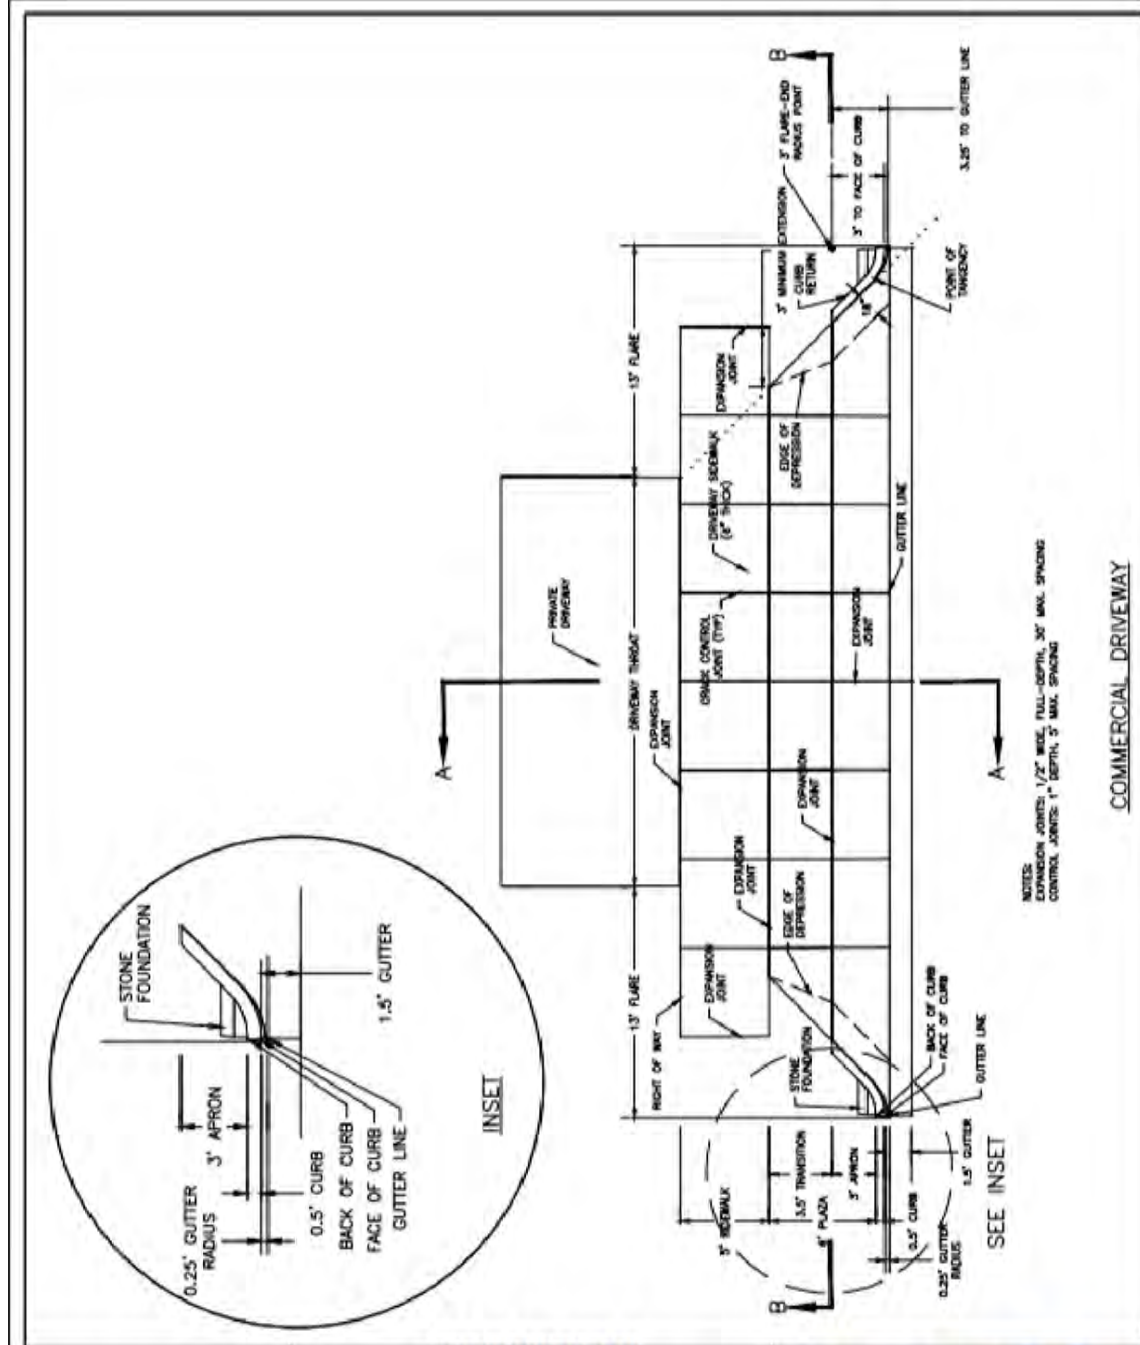 STONE
FOUNDATION
3' APRON
0.25' GUTTER
RADIUS
0.5' CURB
BACK OF CURB
FACE OF CURB
GUTTER LINE
1.5' GUTTER
INSET
B
3' FLARE-END
RADIUS POINT
3' TO FACE OF CURB
3.25' TO GUTTER LINE
3' MINIMUM EXTENSION
CURB
RETURN
18"
POINT OF
TANGENCY
13' FLARE
EXPANSION
JOINT
EDGE OF
DEPRESSION
DRIVEWAY SIDEWALK
THICK)
GUTTER LINE
PRIVATE
DRIVEWAY
DRIVEWAY THROAT
CRACK CONTROL
JOINT (TYP)
EXPANSION
JOINT
EXPANSION
JOINT
A
A
EXPANSION
JOINT
EXPANSION
JOINT
EDGE OF
DEPRESSION
13' FLARE
EXPANSION
JOINT
RIGHT OF WAY
STONE
FOUNDATION
BACK OF CURB
FACE OF CURB
GUTTER LINE
5' SIDEWALK
3.5' TRANSITION
PLAZA
3' APRON
0.5' CURB
1.5' GUTTER
0.25' GUTTER
RADIUS
SEE INSET
B
NOTES:
EXPANSION JOINTS: 1/2" WIDE, FULL-DEPTH, 30' MAX. SPACING
CONTROL JOINTS: 1" DEPTH, 5' MAX. SPACING
COMMERCIAL DRIVEWAY